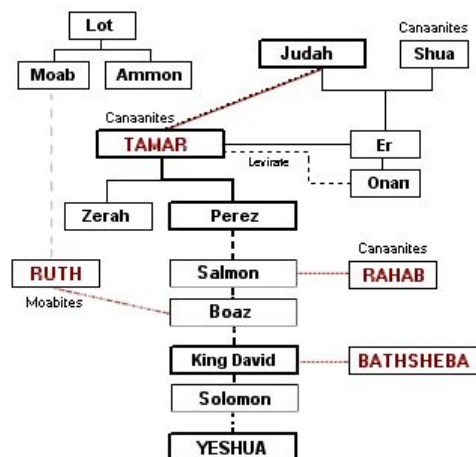 Lot
Canaanites
Judah
Shua
Moab
Ammon
Canaanites
TAMAR
Er
Levirate
Onan
Zerah
Perez
Canaanites
RUTH
Salmon
RAHAB
Moabites
Boaz
King David
BATHSHEBA
Solomon
YESHUA